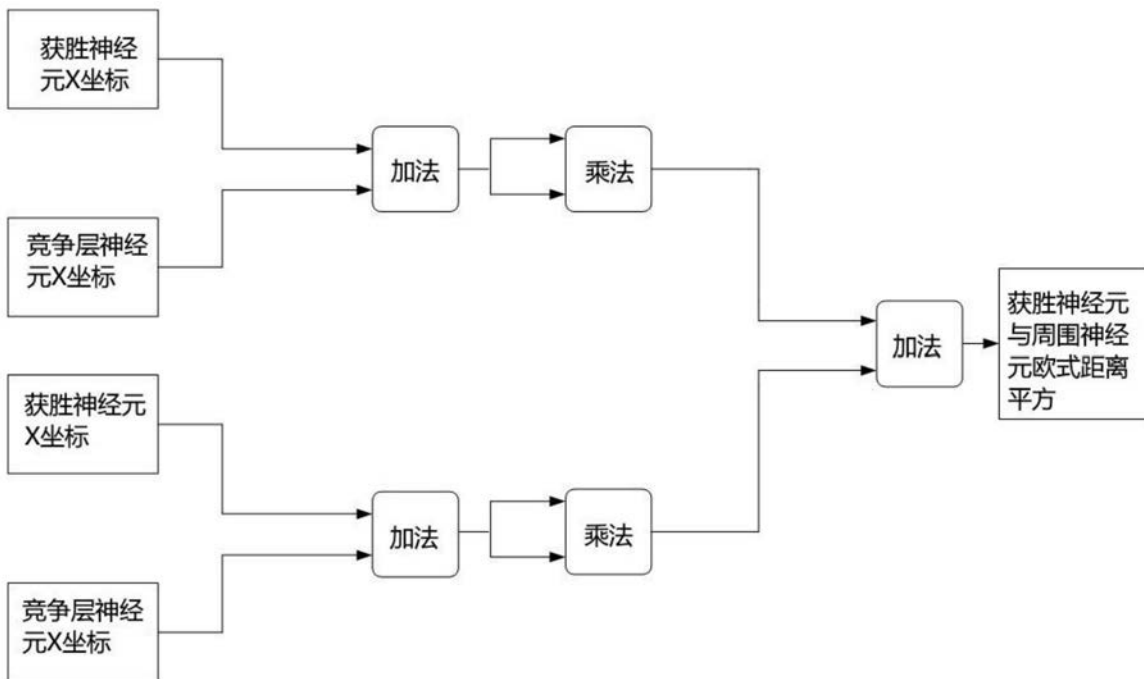 获胜神经
元X坐标
加法
乘法
竞争层神经
元X坐标
获胜神经元
与周围神经
元欧式距离
平方
加法
获胜神经元
X坐标
加法
乘法
竞争层神经
元X坐标